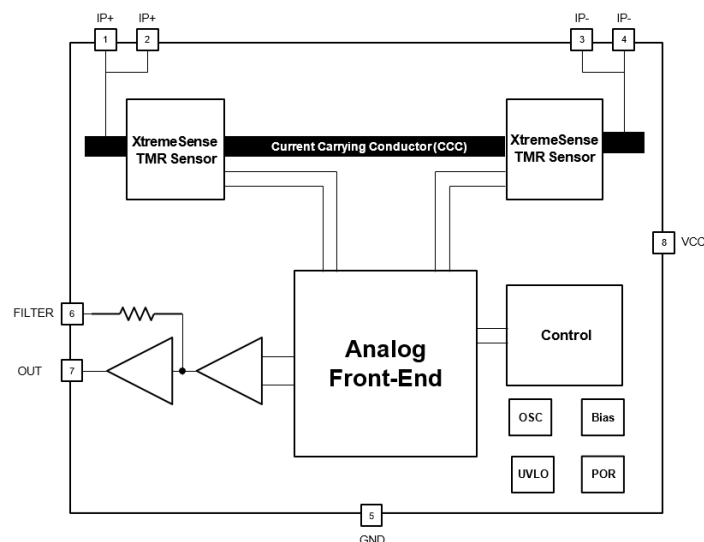 IP+ IP+ IP- IP-
1 2 3 4
XtremeSense
TMR Sensor
Current Carrying Conductor (CCC)
XtremeSense
TMR Sensor
8 VCC
FILTER 6
OUT 7
Analog
Front-End
Control
OSC Bias
UVLO POR
5
GND